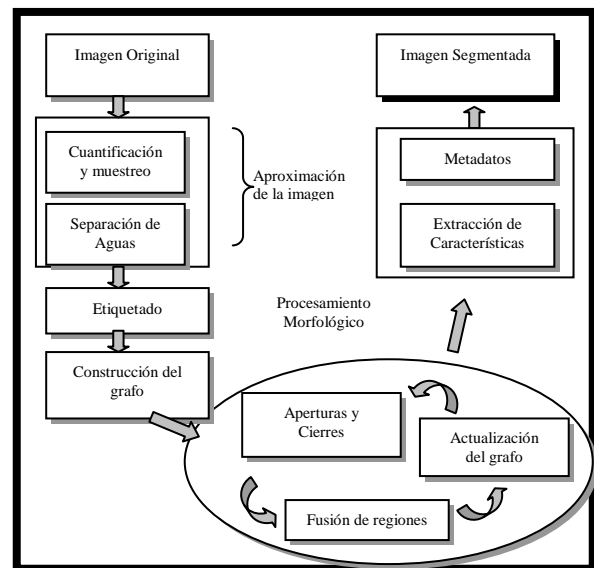 Imagen Original
Cuantificación
y muestreo
Separación de
Aguas
Aproximación
de la imagen
Etiquetado
Construcción del
grafo
Procesamiento
Morfológico
Aperturas y
Cierres
Fusión de regiones
Actualización
del grafo
Extracción de
Características
Metadatos
Imagen Segmentada